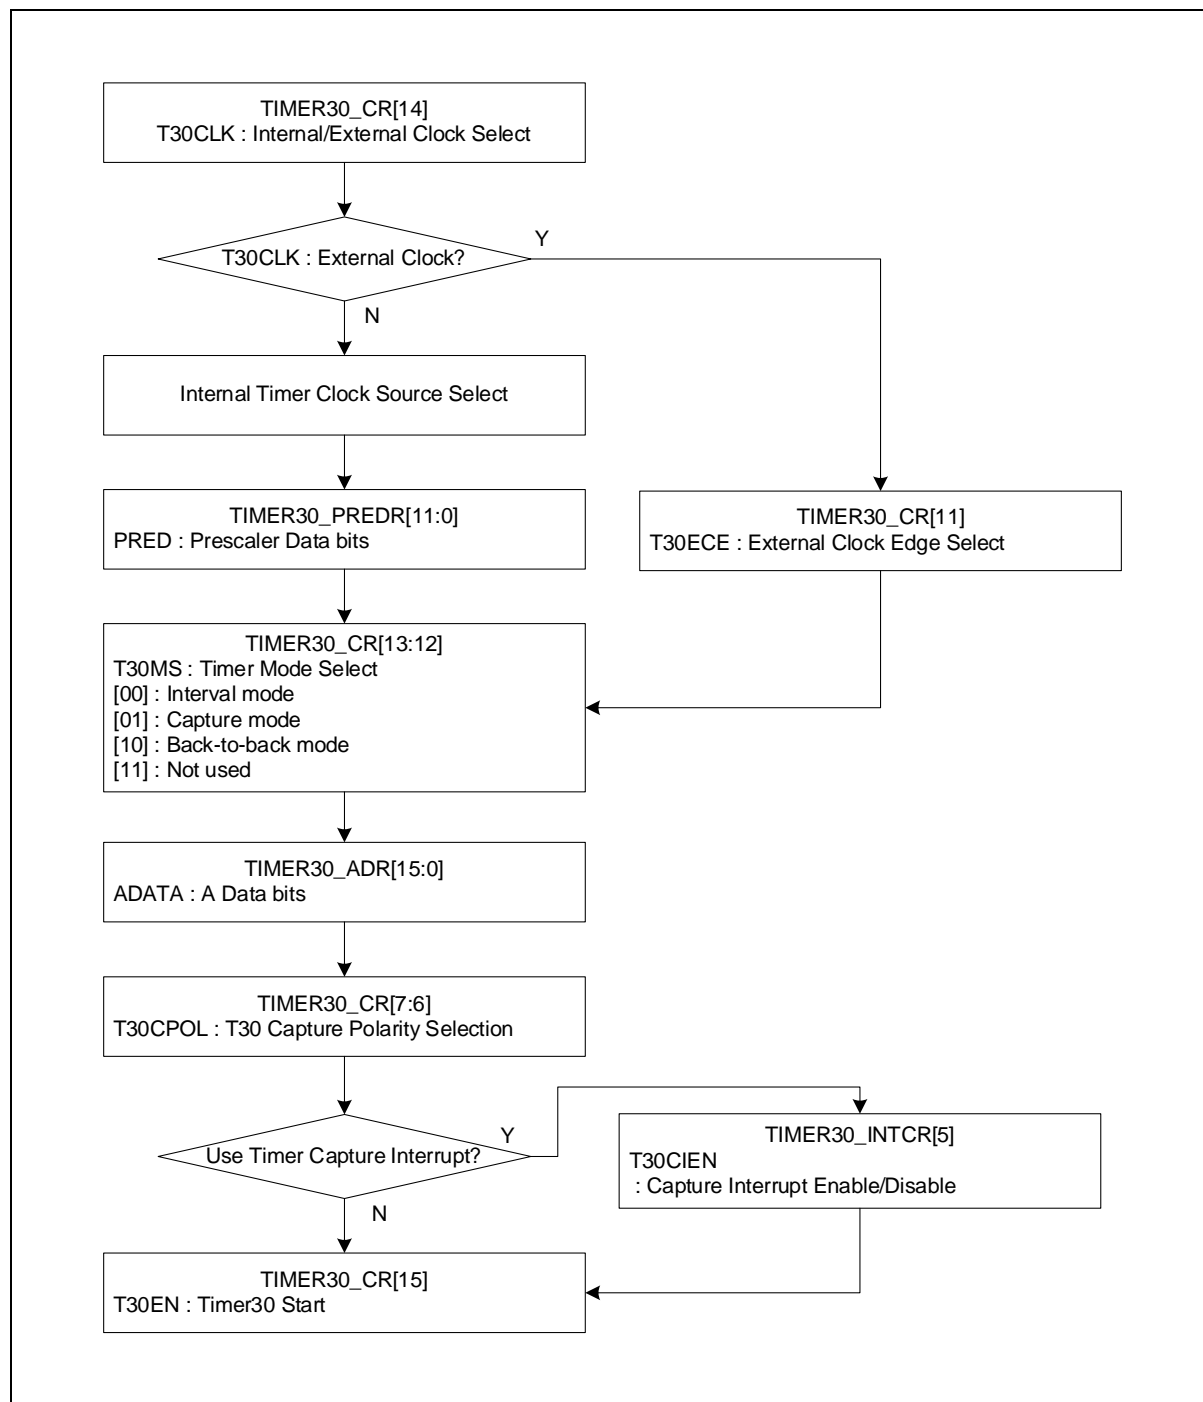 TIMER30_CR[14]
T30CLK : Internal/External Clock Select
T30CLK : External Clock?
Y
N
Internal Timer Clock Source Select
TIMER30_PREDR[11:0]
PRED : Prescaler Data bits
TIMER30_CR[11]
T30ECE : External Clock Edge Select
TIMER30_CR[13:12]
T30MS : Timer Mode Select
[00] : Interval mode
[01] : Capture mode
[10] : Back-to-back mode
[11] : Not used
TIMER30_ADR[15:0]
ADATA : A Data bits
TIMER30_CR[7:6]
T30CPOL : T30 Capture Polarity Selection
Use Timer Capture Interrupt?
Y
N
TIMER30_INTCR[5]
T30CIEN
: Capture Interrupt Enable/Disable
TIMER30_CR[15]
T30EN : Timer30 Start